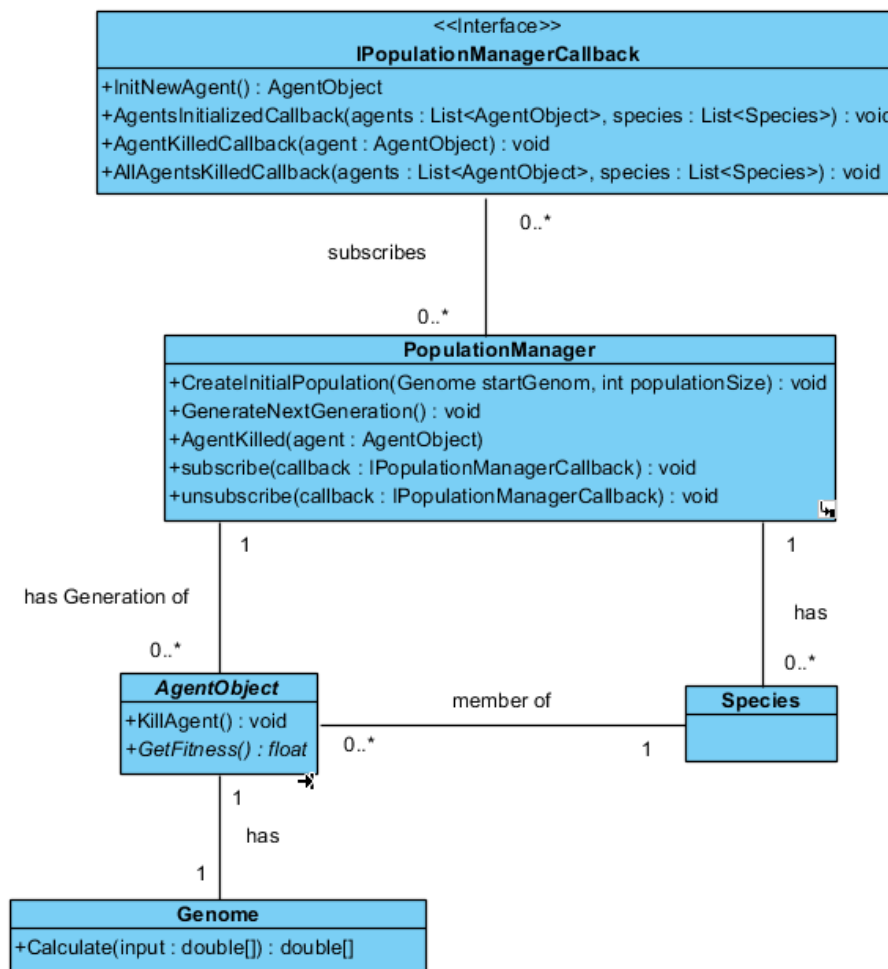 <<Interface>>
IPopulationManagerCallback
+InitNewAgent() : AgentObject
+AgentsInitializedCallback(agents : List<AgentObject>, species : List<Species>) : void
+AgentKilledCallback(agent : AgentObject) : void
+AllAgentsKilledCallback(agents : List<AgentObject>, species : List<Species>) : void
0..*
subscribes
0..*
PopulationManager
+CreateInitialPopulation(Genome startGenom, int populationSize) : void
+GenerateNextGeneration() : void
+AgentKilled(agent : AgentObject)
+subscribe(callback : IPopulationManagerCallback) : void
+unsubscribe(callback : IPopulationManagerCallback) : void
1
1
has Generation of
has
0..*
0..*
AgentObject
+KillAgent() : void
+GetFitness() : float
member of
Species
0..*
1
1
has
1
Genome
+Calculate(input : double[]) : double[]